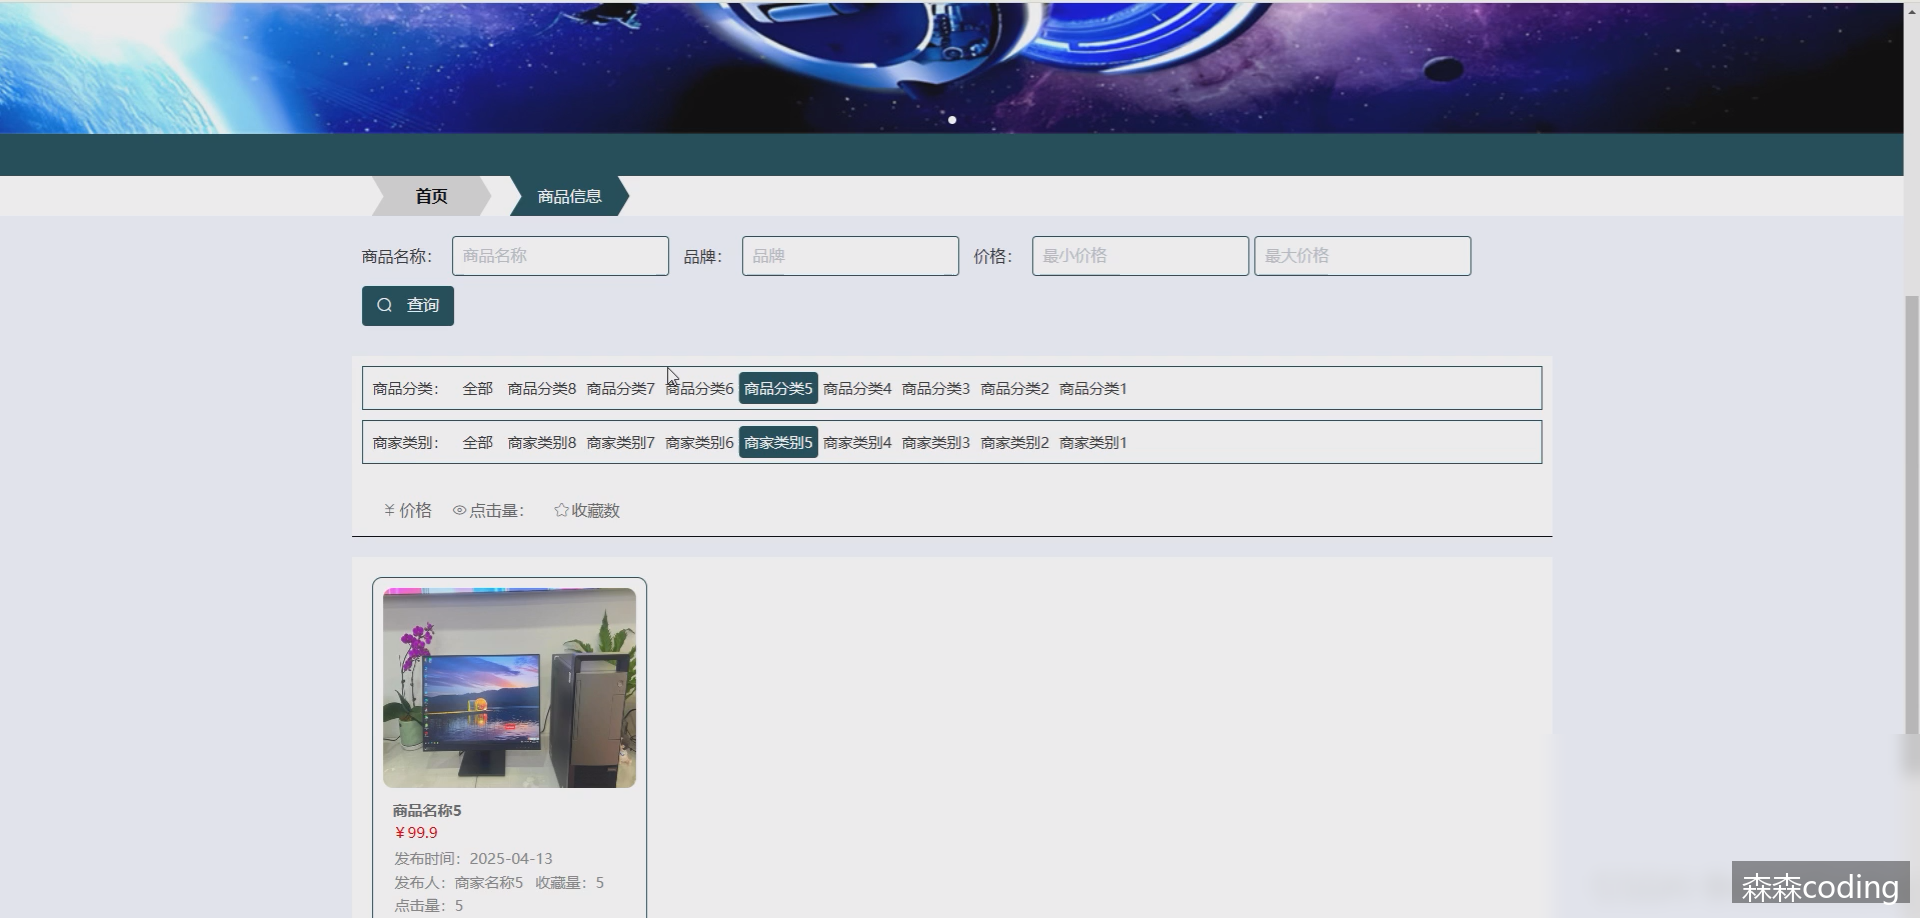 首页 商品信息
商品名称： 商品名称 品牌： 品牌 价格： 最小价格 最大价格
查询
商品分类： 全部 商品分类8 商品分类7 商品分类6 商品分类5 商品分类4 商品分类3 商品分类2 商品分类1
商家类别： 全部 商家类别8 商家类别7 商家类别6 商家类别5 商家类别4 商家类别3 商家类别2 商家类别1
¥ 价格 点击量： 收藏数
商品名称5
￥99.9
发布时间：2025-04-13
发布人：商家名称5 收藏量：5
点击量：5
森森coding